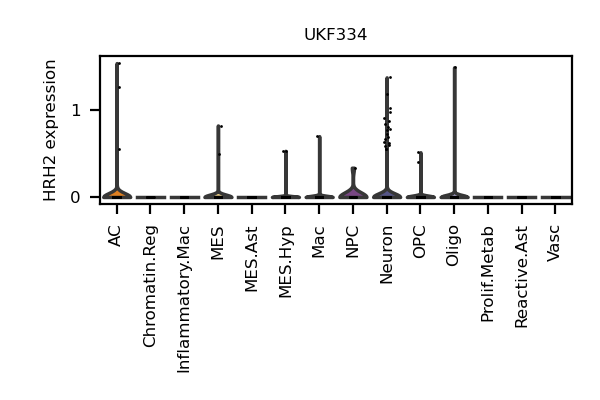 UKF334
HRH2 expression
1
0
AC
Chromatin.Reg
Inflammatory.Mac
MES
MES.Ast
MES.Hyp
Mac
NPC
Neuron
OPC
Oligo
Prolif.Metab
Reactive.Ast
Vasc